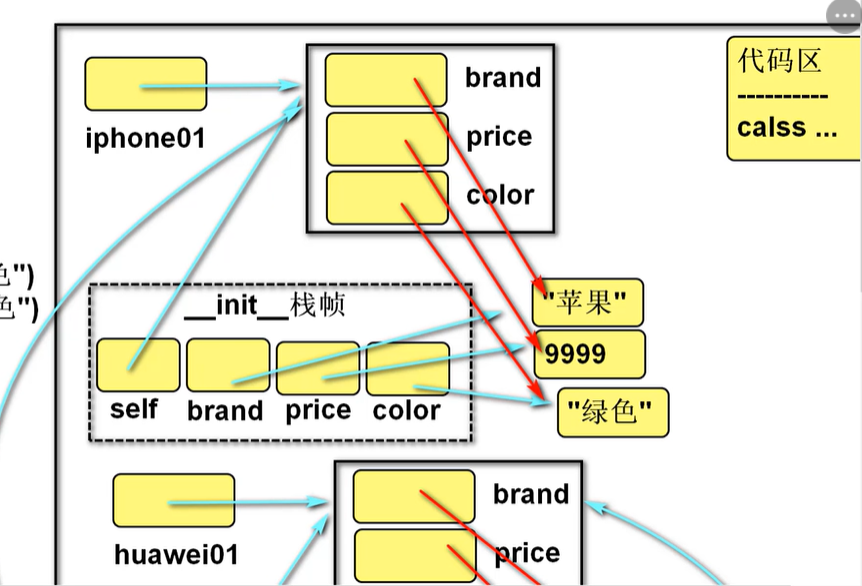 iphone01
brand
price
color
代码区
----------
calss ...
色")
色")
__init__栈帧
self
brand
price
color
"苹果"
9999
"绿色"
huawei01
brand
price